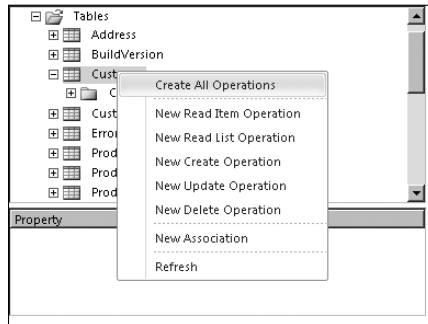 Tables
Address
BuildVersion
Cust
Create All Operations
C
New Read Item Operation
Cust
New Read List Operation
Erro
New Create Operation
Prod
New Update Operation
Prod
New Delete Operation
Prod
Property
New Association
Refresh